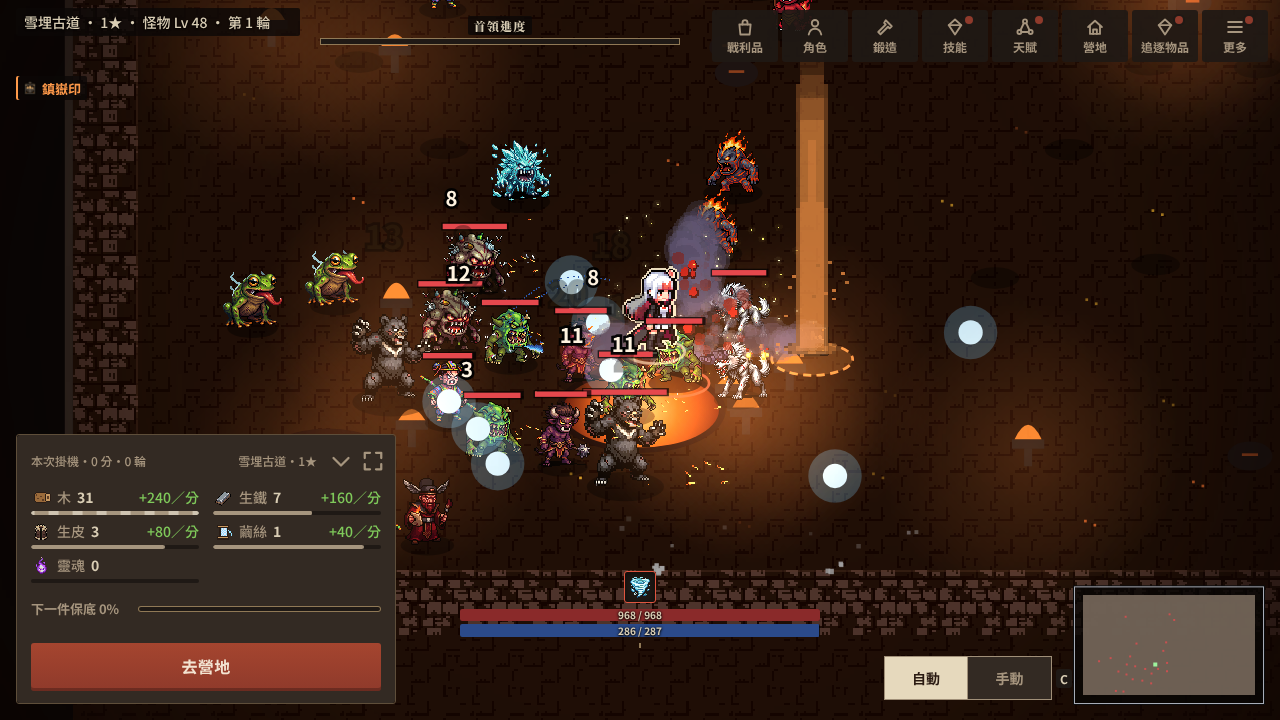 雪埋古道 · 1★ · 怪物 Lv 48 · 第 1 輪
首領進度
戰利品
角色
鍛造
技能
天賦
營地
追逐物品
更多
鎮嶽印
8
13
18
12
8
11
11
3
本次掛機 · 0 分 · 0 輪
雪埋古道 · 1★
木 31 +240／分
生鐵 7 +160／分
生皮 3 +80／分
繭絲 1 +40／分
靈魂 0
下一件保底 0%
去營地
968 / 968
286 / 287
自動
手動
C